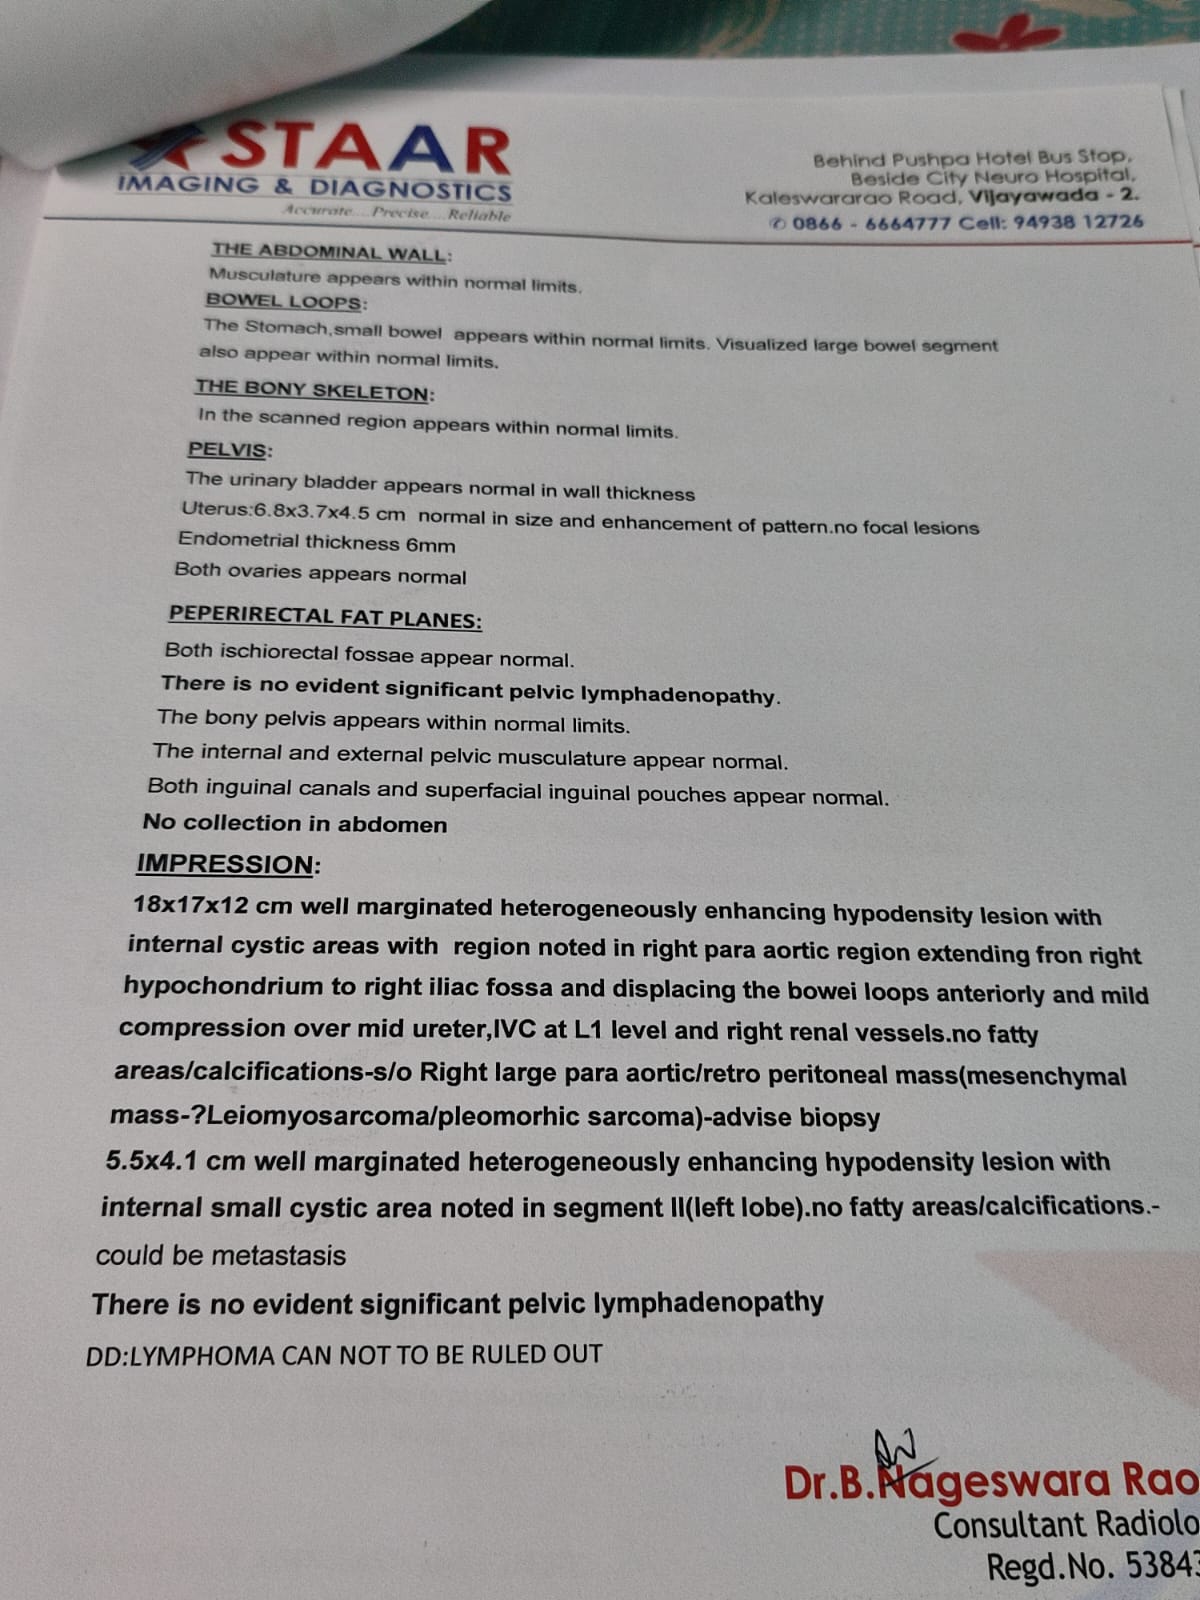 STAAR
IMAGING & DIAGNOSTICS
Accurate....Precise....Reliable
Behind Pushpa Hotel Bus Stop,
Beside City Neuro Hospital,
Kaleswararao Road, Vijayawada - 2.
✆ 0866 - 6664777 Cell: 94938 12726
THE ABDOMINAL WALL:
Musculature appears within normal limits.
BOWEL LOOPS:
The Stomach,small bowel appears within normal limits. Visualized large bowel segment
also appear within normal limits.
THE BONY SKELETON:
In the scanned region appears within normal limits.
PELVIS:
The urinary bladder appears normal in wall thickness
Uterus:6.8x3.7x4.5 cm normal in size and enhancement of pattern.no focal lesions
Endometrial thickness 6mm
Both ovaries appears normal
PEPERIRECTAL FAT PLANES:
Both ischiorectal fossae appear normal.
There is no evident significant pelvic lymphadenopathy.
The bony pelvis appears within normal limits.
The internal and external pelvic musculature appear normal.
Both inguinal canals and superfacial inguinal pouches appear normal.
No collection in abdomen
IMPRESSION:
18x17x12 cm well marginated heterogeneously enhancing hypodensity lesion with
internal cystic areas with region noted in right para aortic region extending fron right
hypochondrium to right iliac fossa and displacing the bowei loops anteriorly and mild
compression over mid ureter,IVC at L1 level and right renal vessels.no fatty
areas/calcifications-s/o Right large para aortic/retro peritoneal mass(mesenchymal
mass-?Leiomyosarcoma/pleomorhic sarcoma)-advise biopsy
5.5x4.1 cm well marginated heterogeneously enhancing hypodensity lesion with
internal small cystic area noted in segment II(left lobe).no fatty areas/calcifications.-
could be metastasis
There is no evident significant pelvic lymphadenopathy
DD:LYMPHOMA CAN NOT TO BE RULED OUT
Dr.B.Nageswara Rao
Consultant Radiolo
Regd.No. 53843